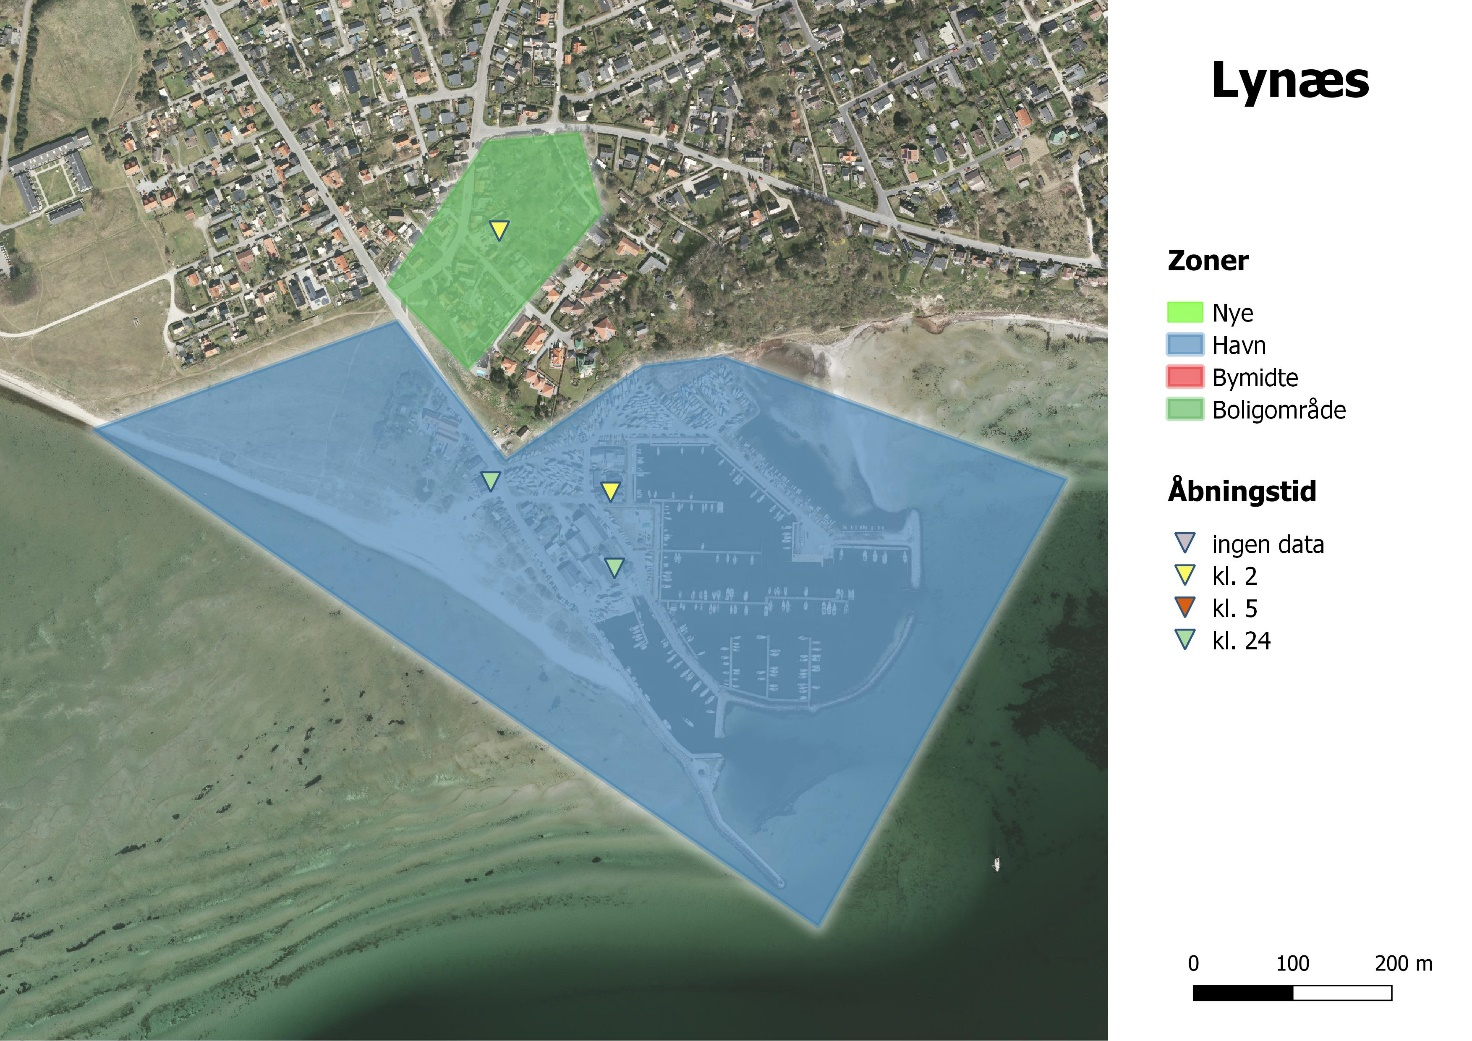 Lynæs
Zoner
Nye
Havn
Bymidte
Boligområde
Åbningstid
ingen data
kl. 2
kl. 5
kl. 24
0 100 200 m